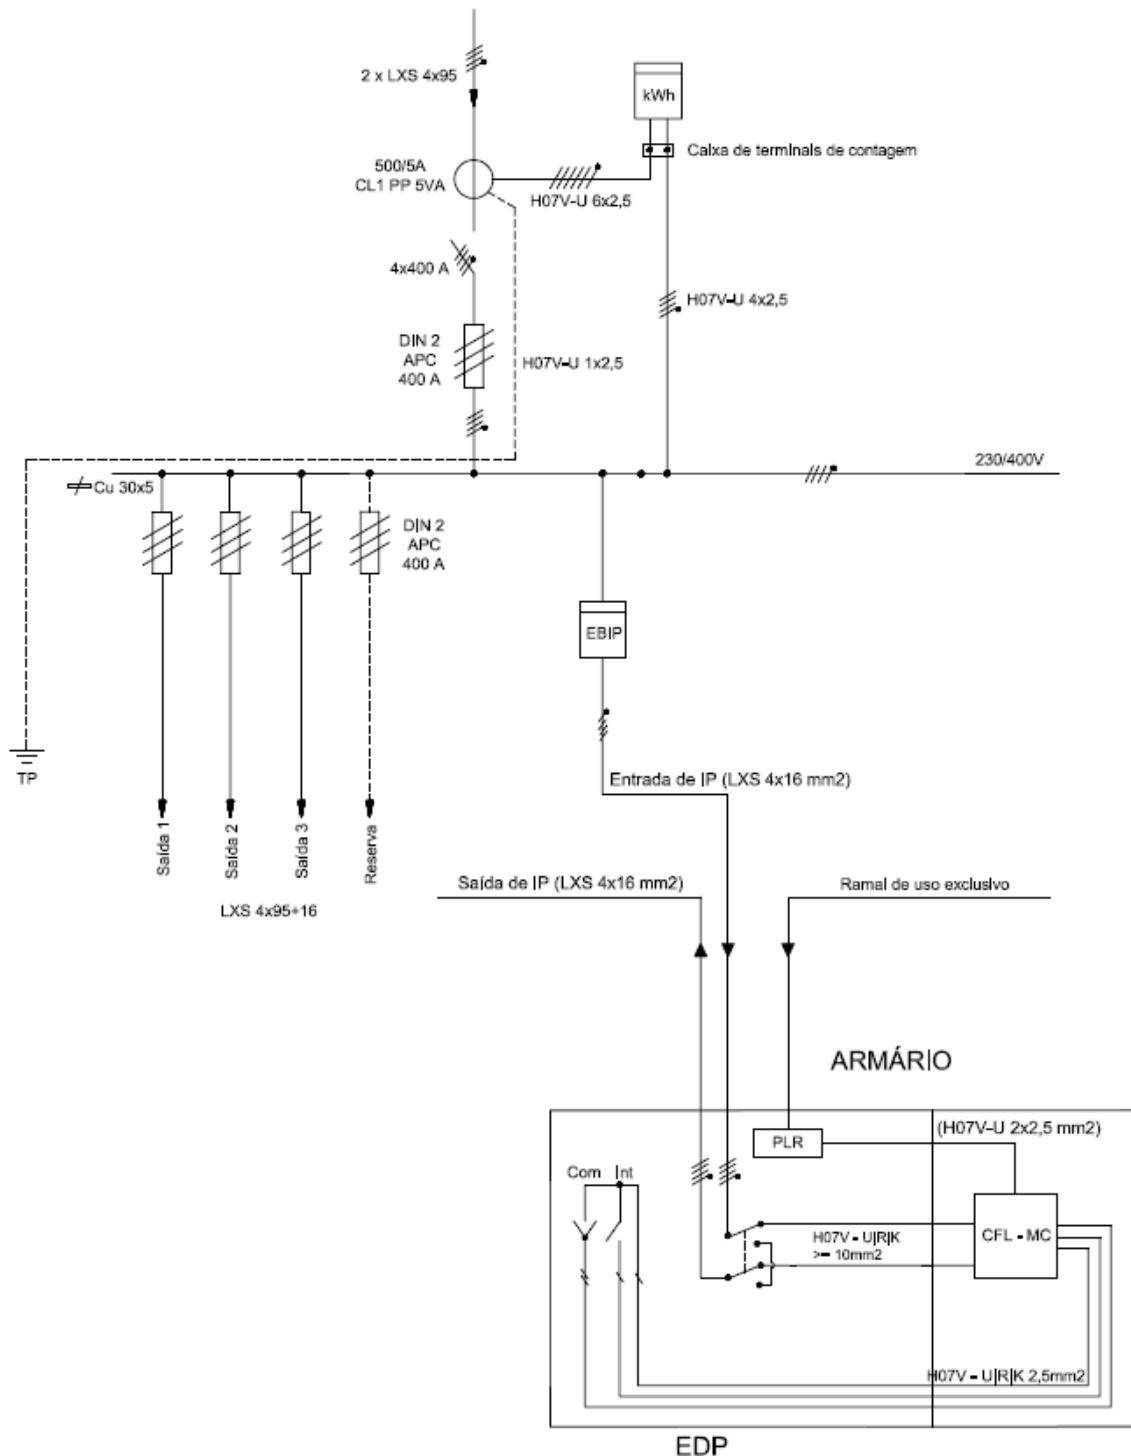 2 x LXS 4x95
kWh
Caixa de terminais de contagem
500/5A
CL1 PP 5VA
H07V-U 6x2,5
4x400 A
H07V-U 4x2,5
DIN 2
APC
400 A
H07V-U 1x2,5
230/400V
Cu 30x5
DIN 2
APC
400 A
EBIP
TP
Entrada de IP (LXS 4x16 mm2)
Saída 1
Saída 2
Saída 3
Reserva
Saída de IP (LXS 4x16 mm2)
Ramal de uso exclusivo
LXS 4x95+16
ARMÁRIO
PLR
(H07V-U 2x2,5 mm2)
Com
Int
H07V - U|R|K
>= 10mm2
CFL - MC
H07V - U|R|K 2,5mm2
EDP